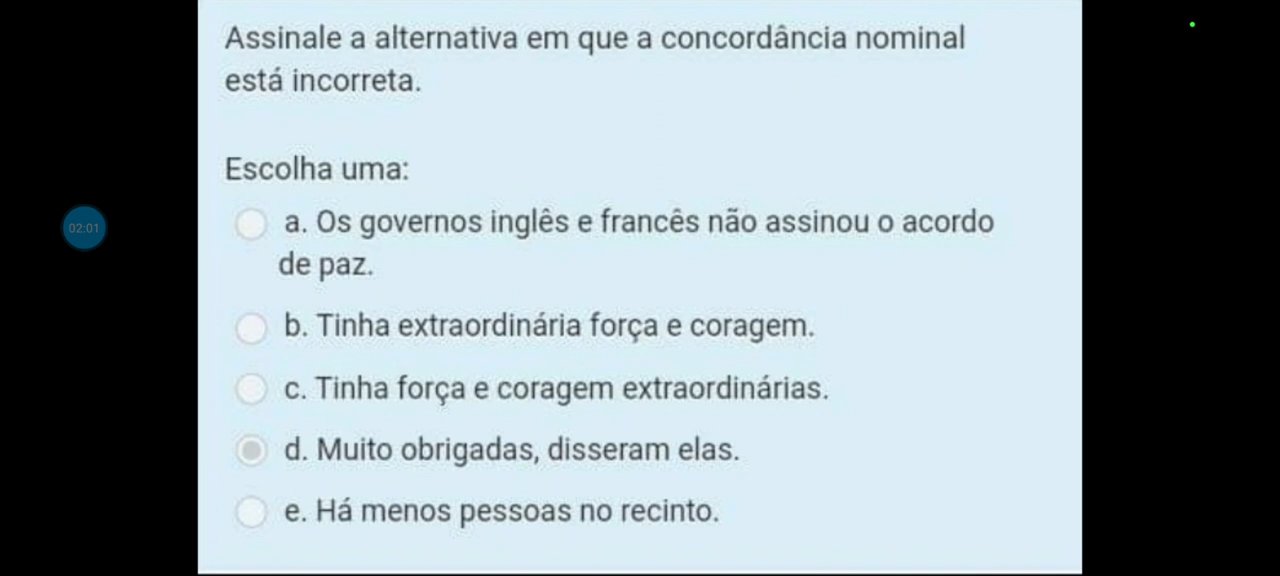 Assinale a alternativa em que a concordância nominal
está incorreta.
Escolha uma:
a. Os governos inglês e francês não assinou o acordo
de paz.
02:01
b. Tinha extraordinária força e coragem.
c. Tinha força e coragem extraordinárias.
d. Muito obrigadas, disseram elas.
e. Há menos pessoas no recinto.